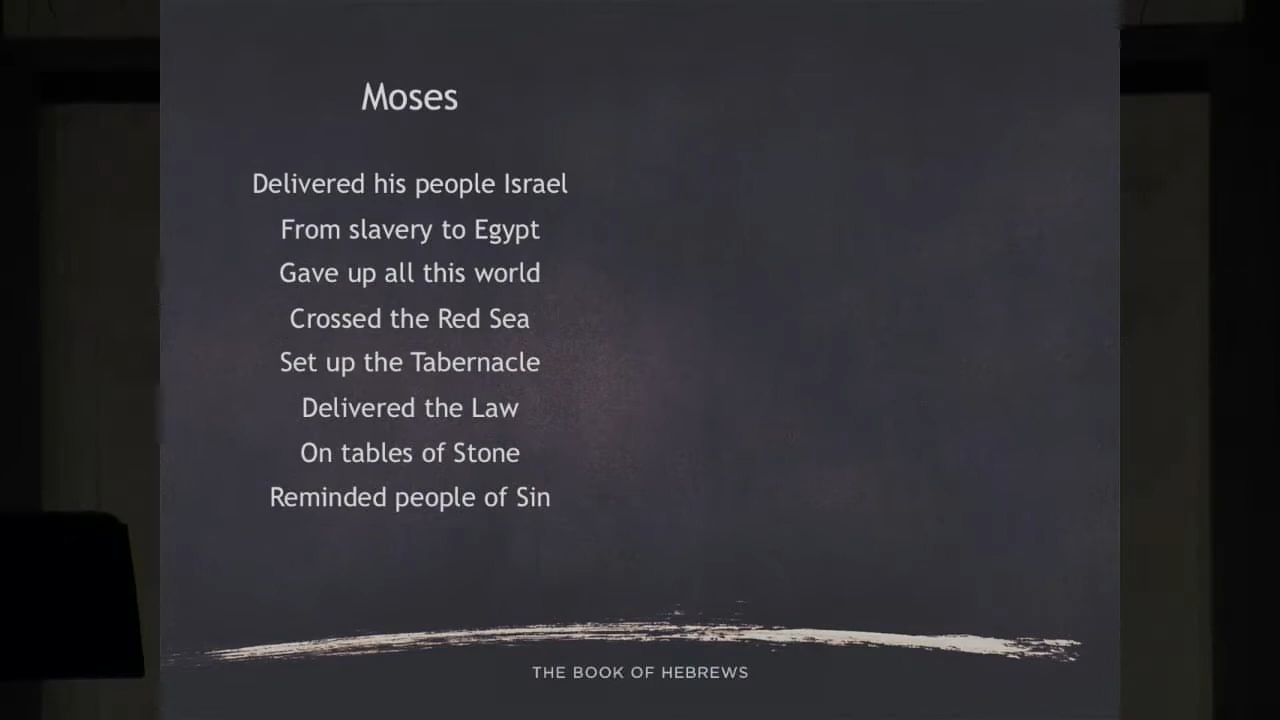 Moses
Delivered his people Israel
From slavery to Egypt
Gave up all this world
Crossed the Red Sea
Set up the Tabernacle
Delivered the Law
On tables of Stone
Reminded people of Sin
THE BOOK OF HEBREWS